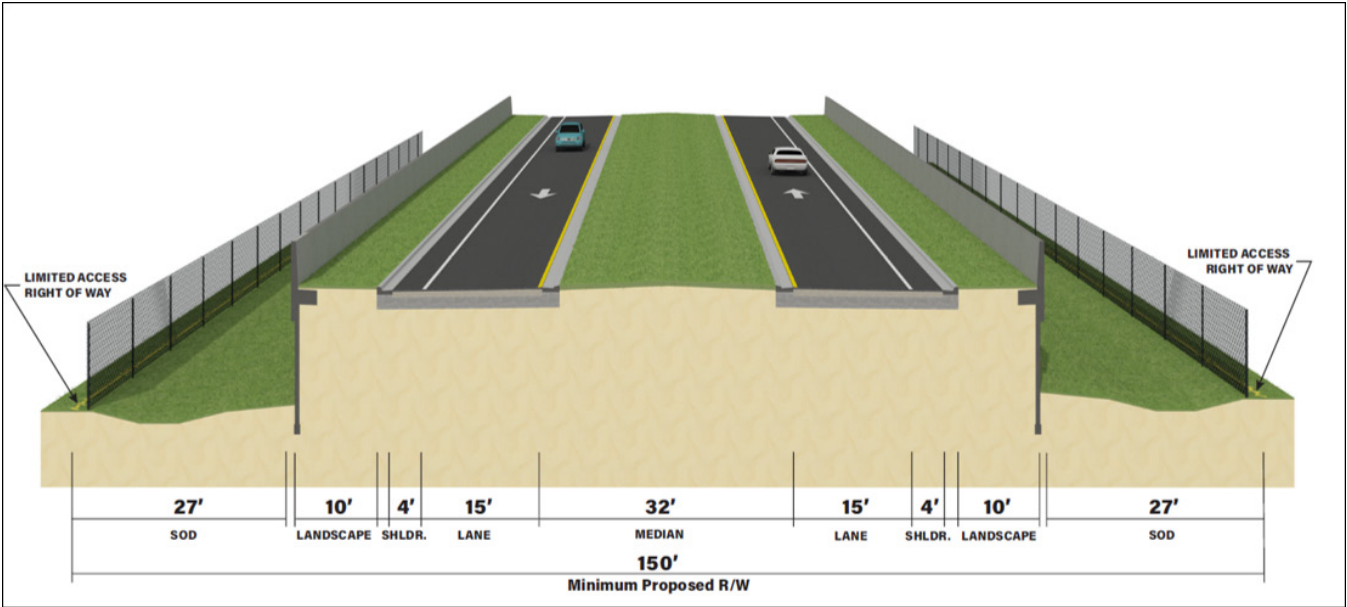 LIMITED ACCESS
RIGHT OF WAY
LIMITED ACCESS
RIGHT OF WAY
27' 10' 4' 15' 32' 15' 4' 10' 27'
SOD LANDSCAPE SHLDR. LANE MEDIAN LANE SHLDR. LANDSCAPE SOD
150'
Minimum Proposed R/W